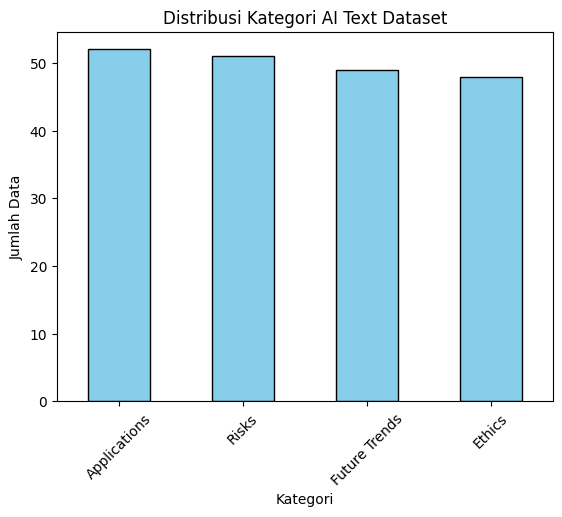 Distribusi Kategori AI Text Dataset
Jumlah Data
50
40
30
20
10
0
Applications
Risks
Future Trends
Ethics
Kategori